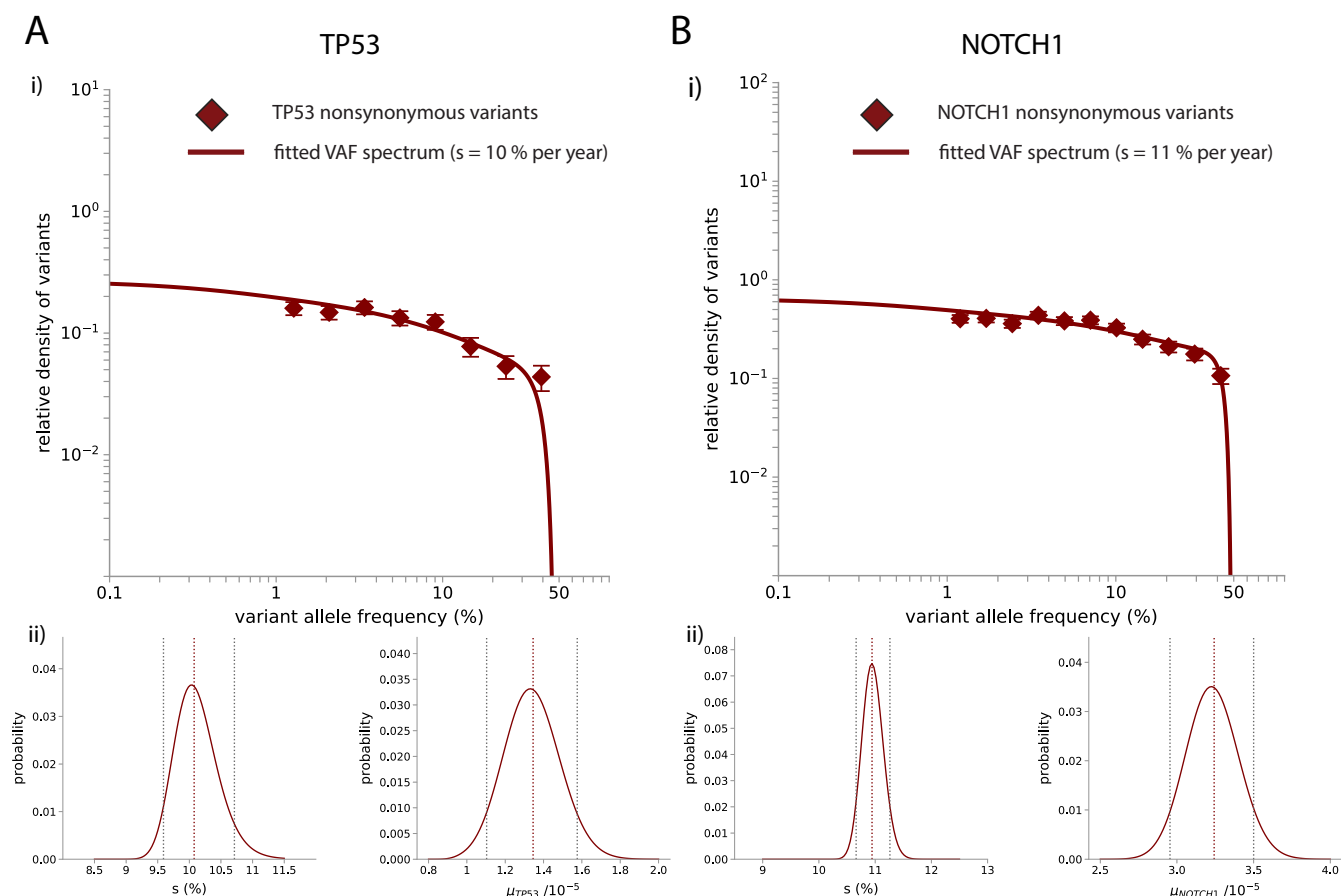 A
TP53
i)
10¹
10⁰
10⁻¹
10⁻²
relative density of variants
TP53 nonsynonymous variants
fitted VAF spectrum (s = 10 % per year)
0.1
1
10
50
variant allele frequency (%)
ii)
0.04
0.03
0.02
0.01
0.00
probability
8.5
9.0
9.5
10
10.5
11
11.5
s (%)
0.040
0.035
0.030
0.025
0.020
0.015
0.010
0.005
0.000
probability
0.8
1.0
1.2
1.4
1.6
1.8
2.0
μTP53 /10⁻⁵
B
NOTCH1
i)
10²
10¹
10⁰
10⁻¹
10⁻²
relative density of variants
NOTCH1 nonsynonymous variants
fitted VAF spectrum (s = 11 % per year)
0.1
1
10
50
variant allele frequency (%)
ii)
0.08
0.07
0.06
0.05
0.04
0.03
0.02
0.01
0.00
probability
9
10
11
12
13
s (%)
0.04
0.03
0.02
0.01
0.00
probability
2.5
3.0
3.5
4.0
μNOTCH1 /10⁻⁵